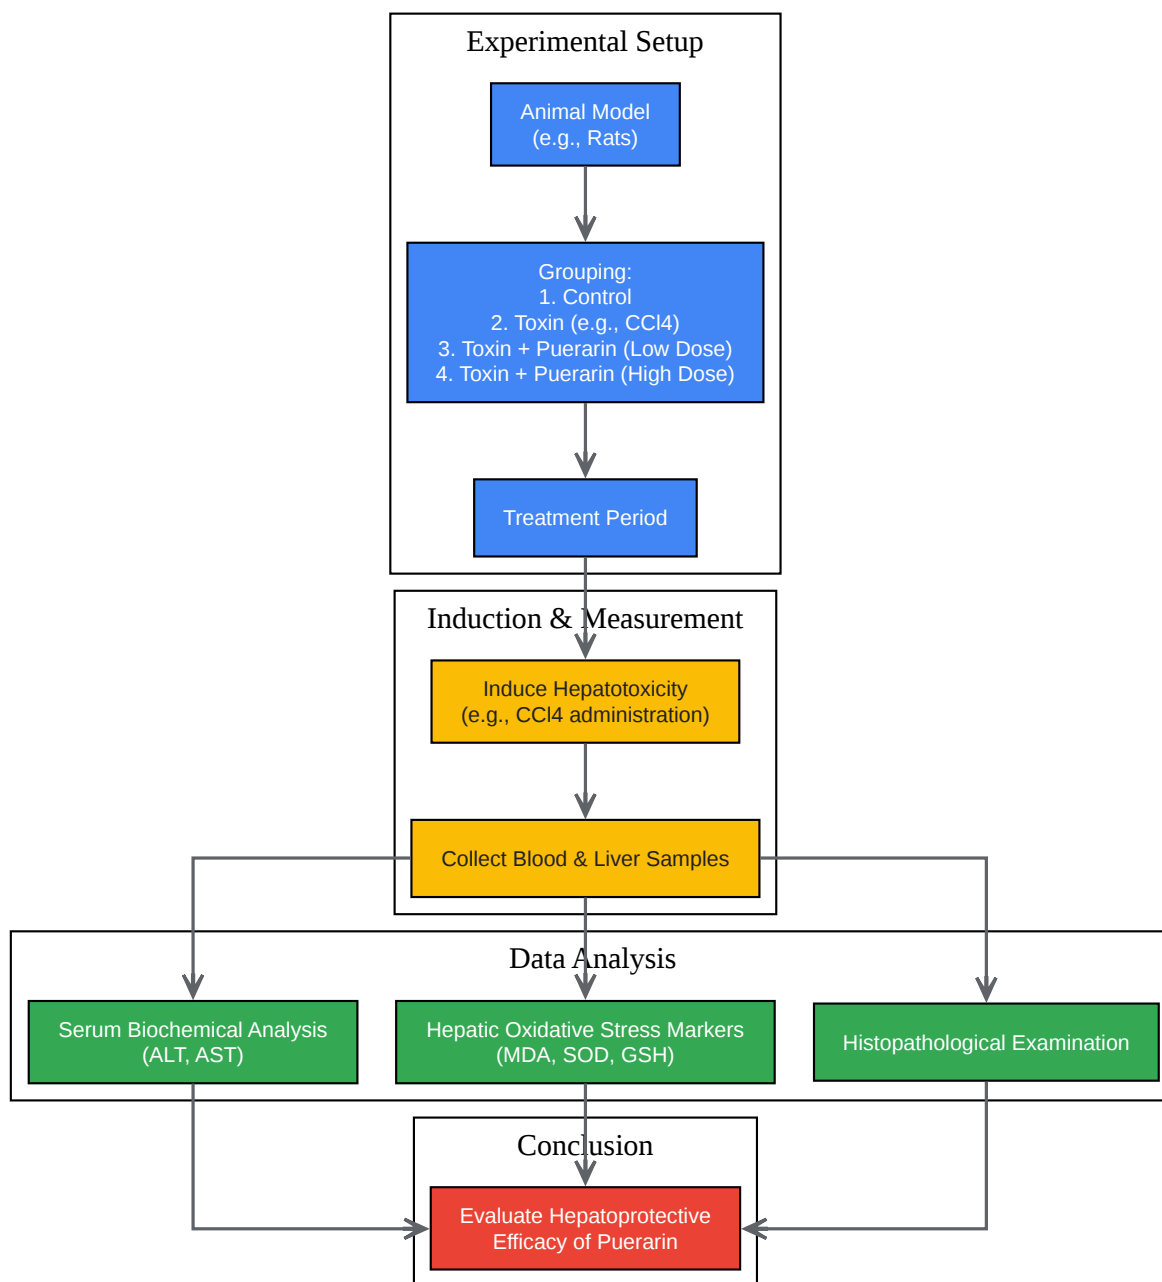 Experimental Setup
Animal Model
(e.g., Rats)
Grouping:
1. Control
2. Toxin (e.g., CCl4)
3. Toxin + Puerarin (Low Dose)
4. Toxin + Puerarin (High Dose)
Treatment Period
Induction & Measurement
Induce Hepatotoxicity
(e.g., CCl4 administration)
Collect Blood & Liver Samples
Data Analysis
Serum Biochemical Analysis
(ALT, AST)
Hepatic Oxidative Stress Markers
(MDA, SOD, GSH)
Histopathological Examination
Conclusion
Evaluate Hepatoprotective
Efficacy of Puerarin